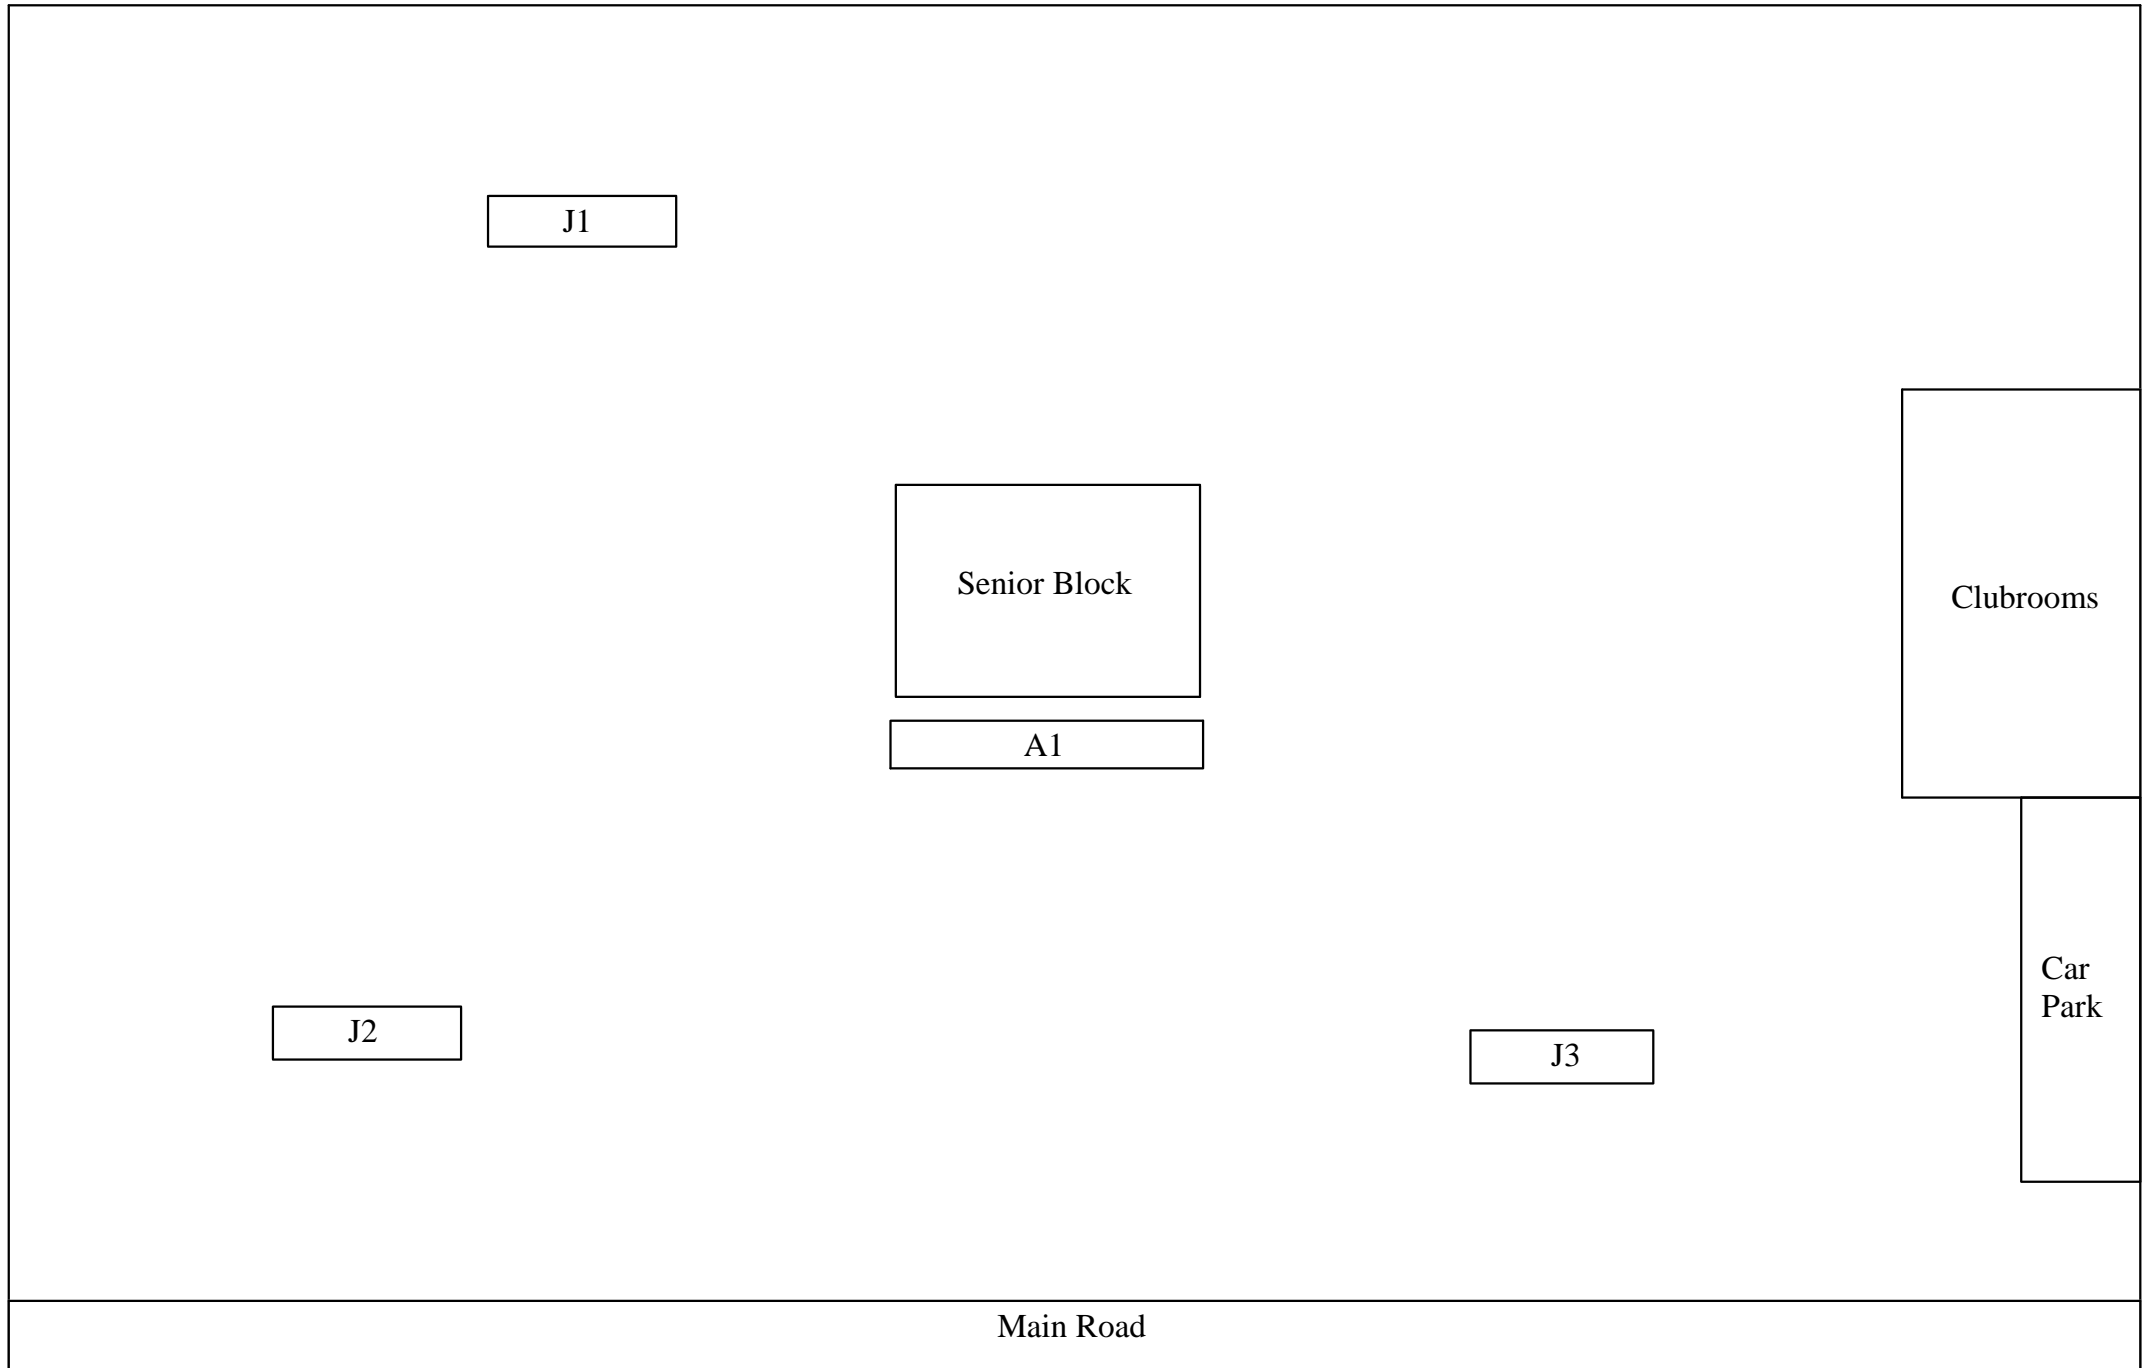 J1
Senior Block
Clubrooms
A1
Car
Park
J2
J3
Main Road